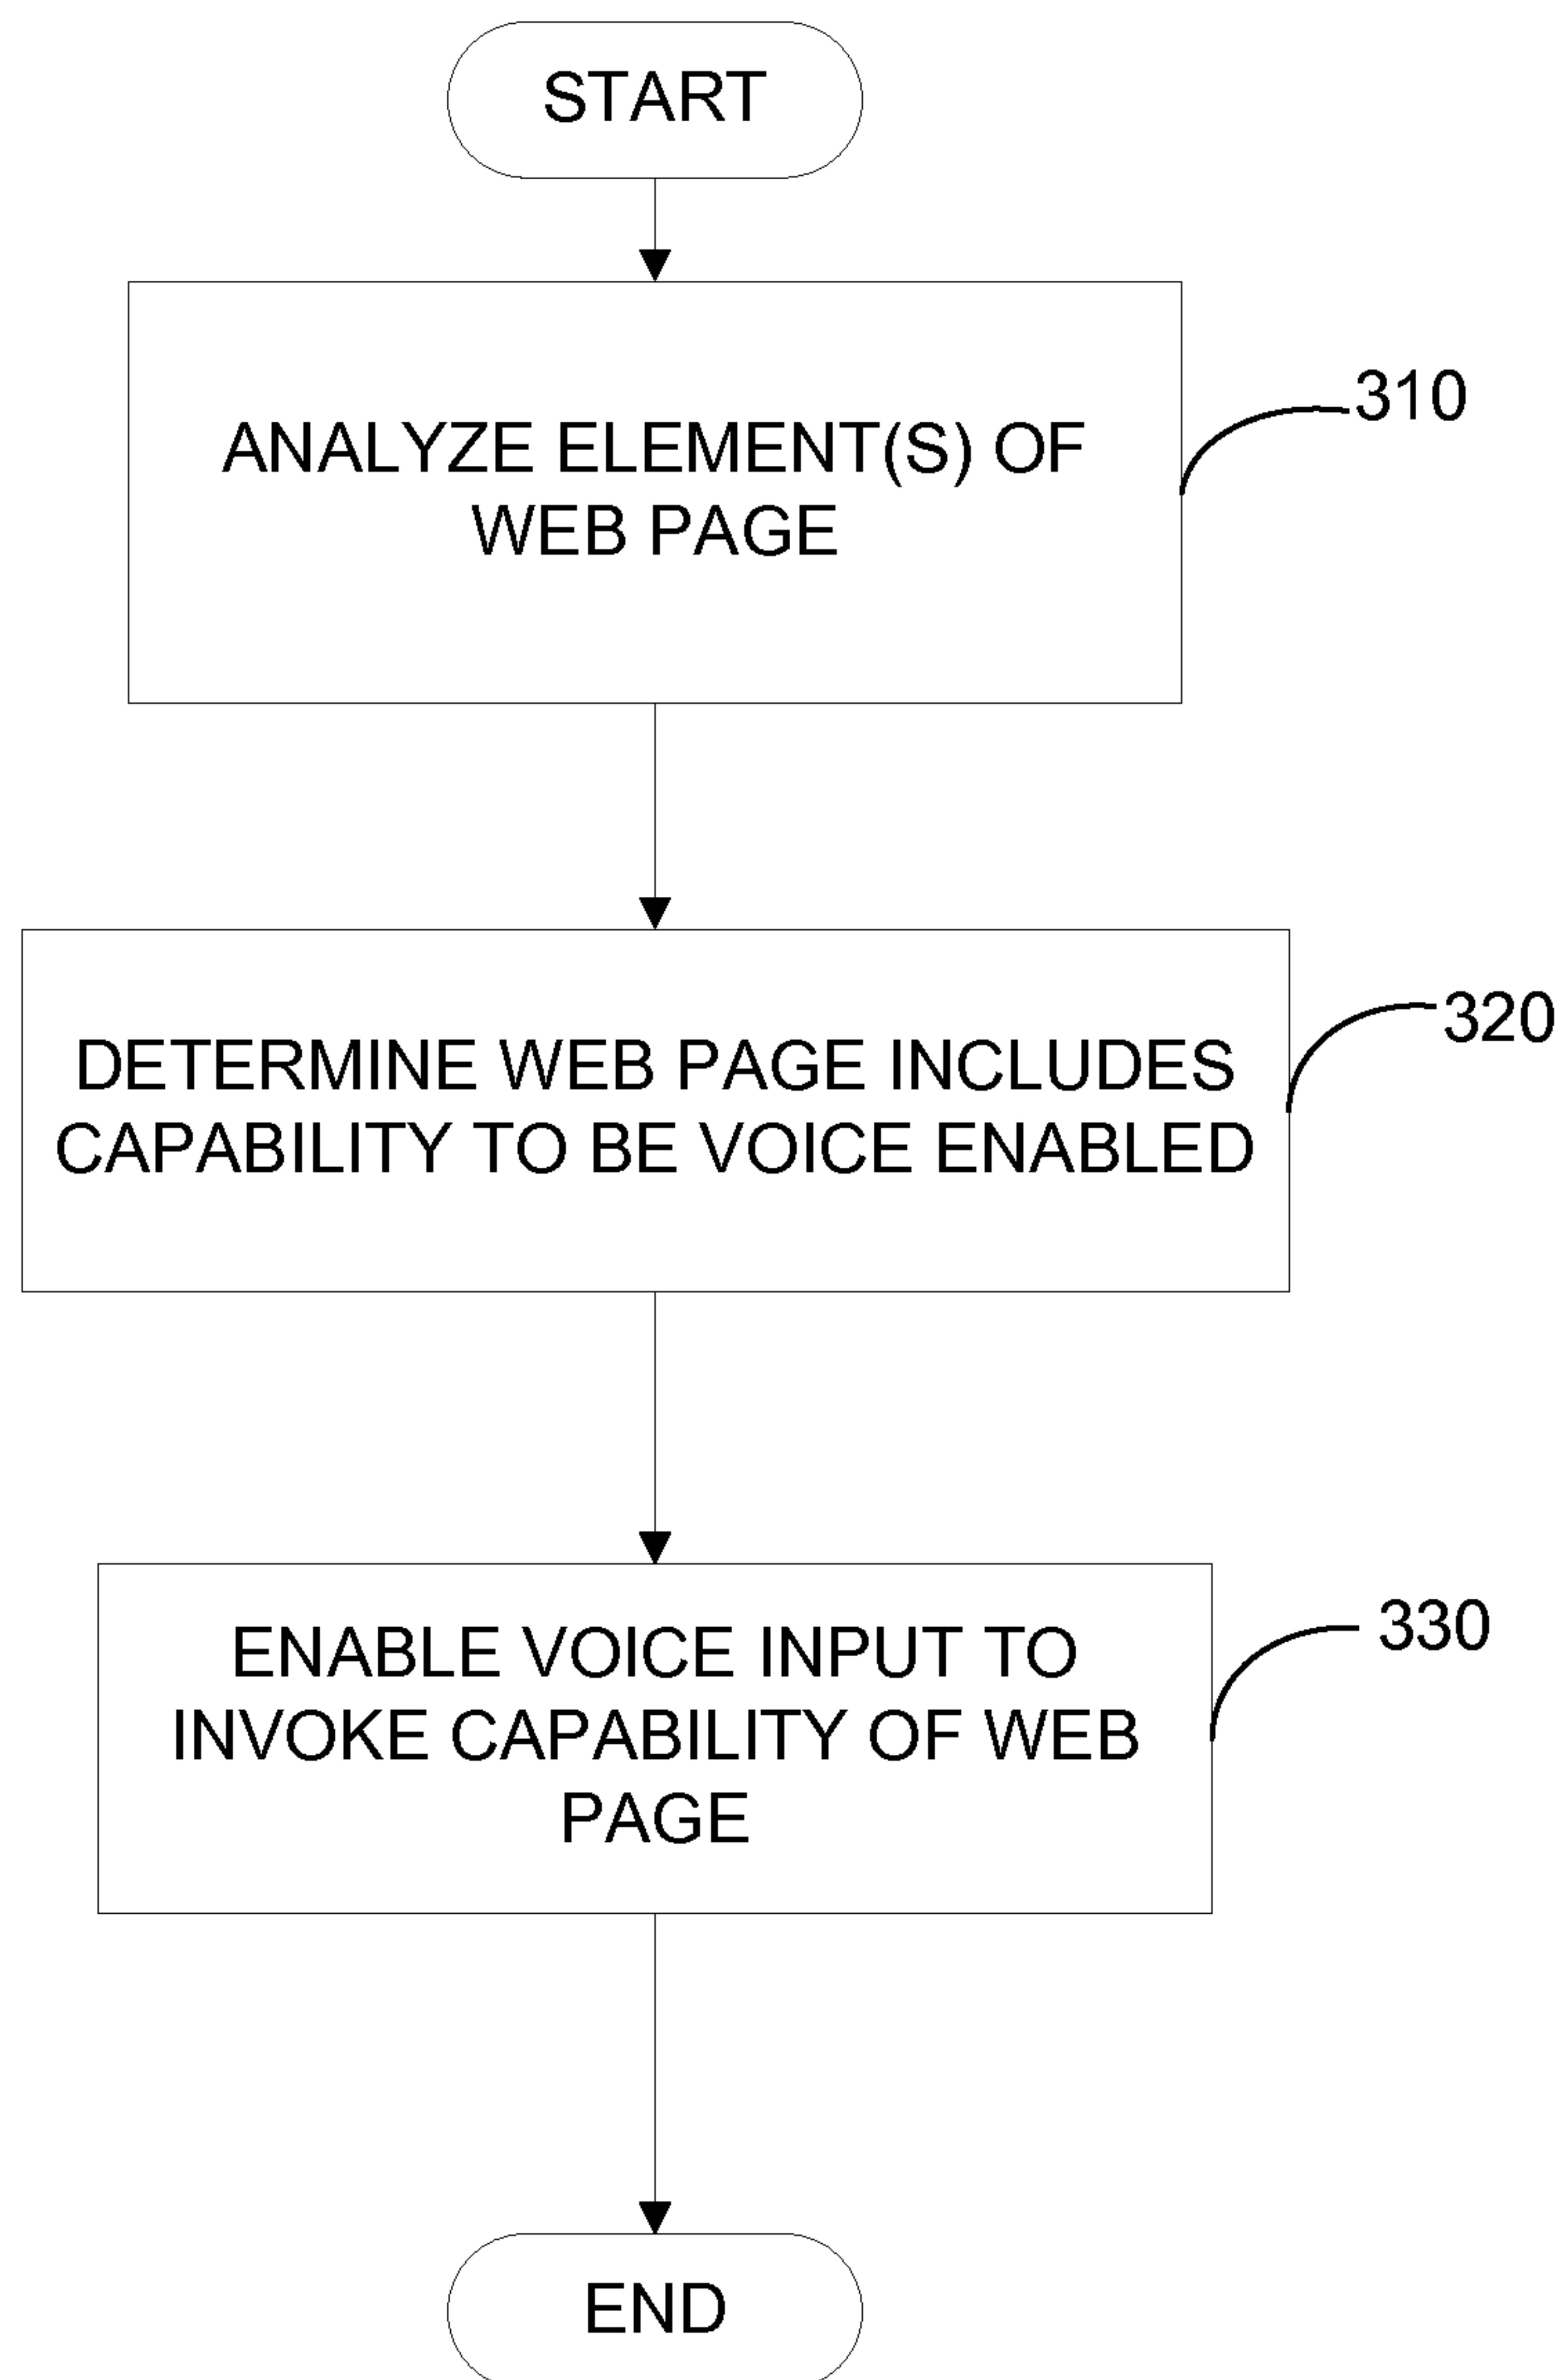 START
ANALYZE ELEMENT(S) OF
WEB PAGE
310
DETERMINE WEB PAGE INCLUDES
CAPABILITY TO BE VOICE ENABLED
320
ENABLE VOICE INPUT TO
INVOKE CAPABILITY OF WEB
PAGE
330
END